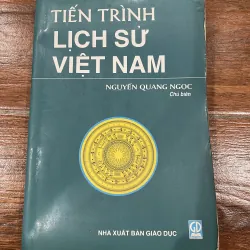 TIẾN TRÌNH
LỊCH SỬ
VIỆT NAM
NGUYỄN QUANG NGỌC
Chủ biên
NHÀ XUẤT BẢN GIÁO DỤC